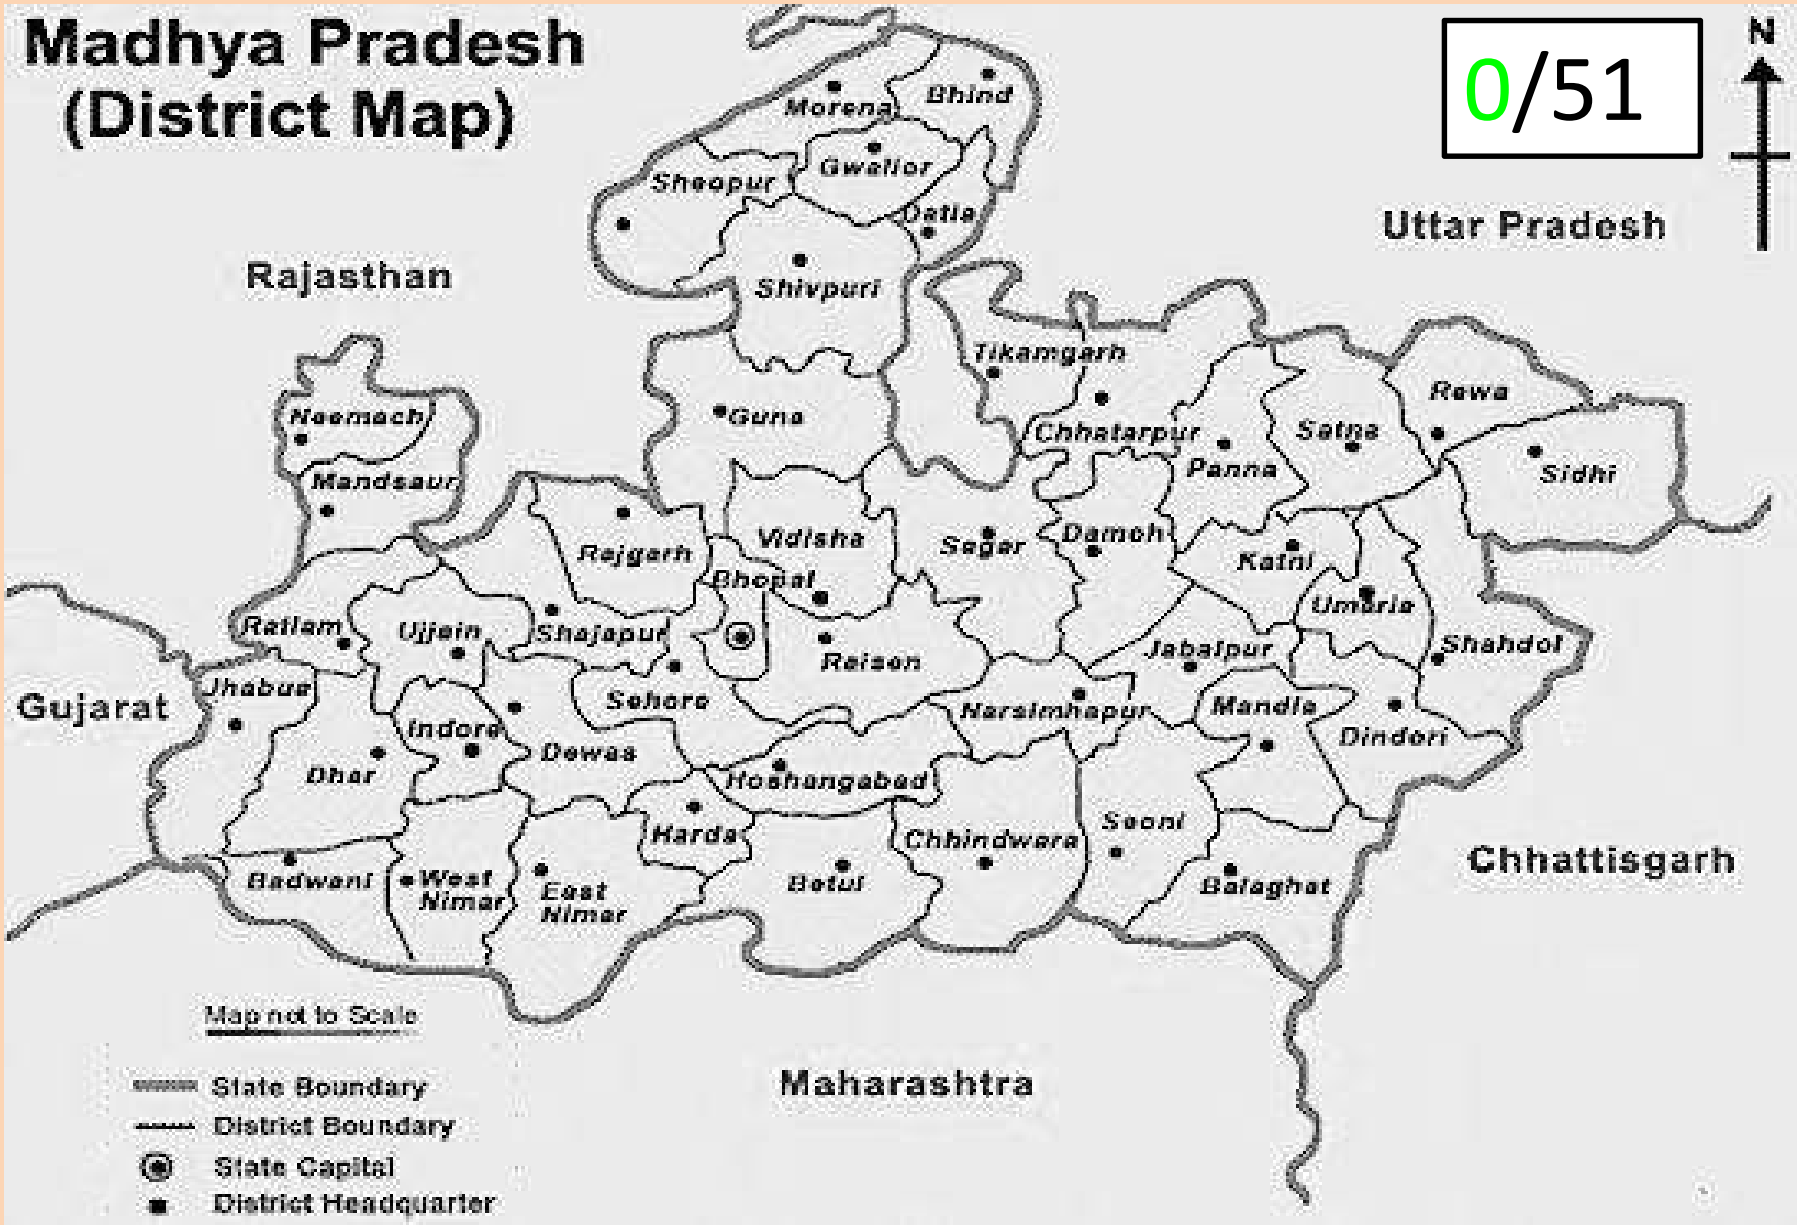 Madhya Pradesh
(District Map)
0/51
N
Morena
Bhind
Gwalior
Sheopur
Datia
Uttar Pradesh
Rajasthan
Shivpuri
Tikamgarh
Rewa
Neemach
Guna
Chhatarpur
Satna
Panna
Sidhi
Mandsaur
Vidisha
Sagar
Damoh
Rajgarh
Katni
Bhopal
Umaria
Ratlam
Ujjain
Shajapur
Raisen
Jabalpur
Shahdol
Jhabua
Gujarat
Sehore
Narsimhapur
Mandla
Indore
Dewas
Dindori
Dhar
Hoshangabad
Harda
Chhindwara
Seoni
Chhattisgarh
Badwani
West
Nimar
East
Nimar
Betul
Balaghat
Map not to Scale
Maharashtra
State Boundary
District Boundary
State Capital
District Headquarter